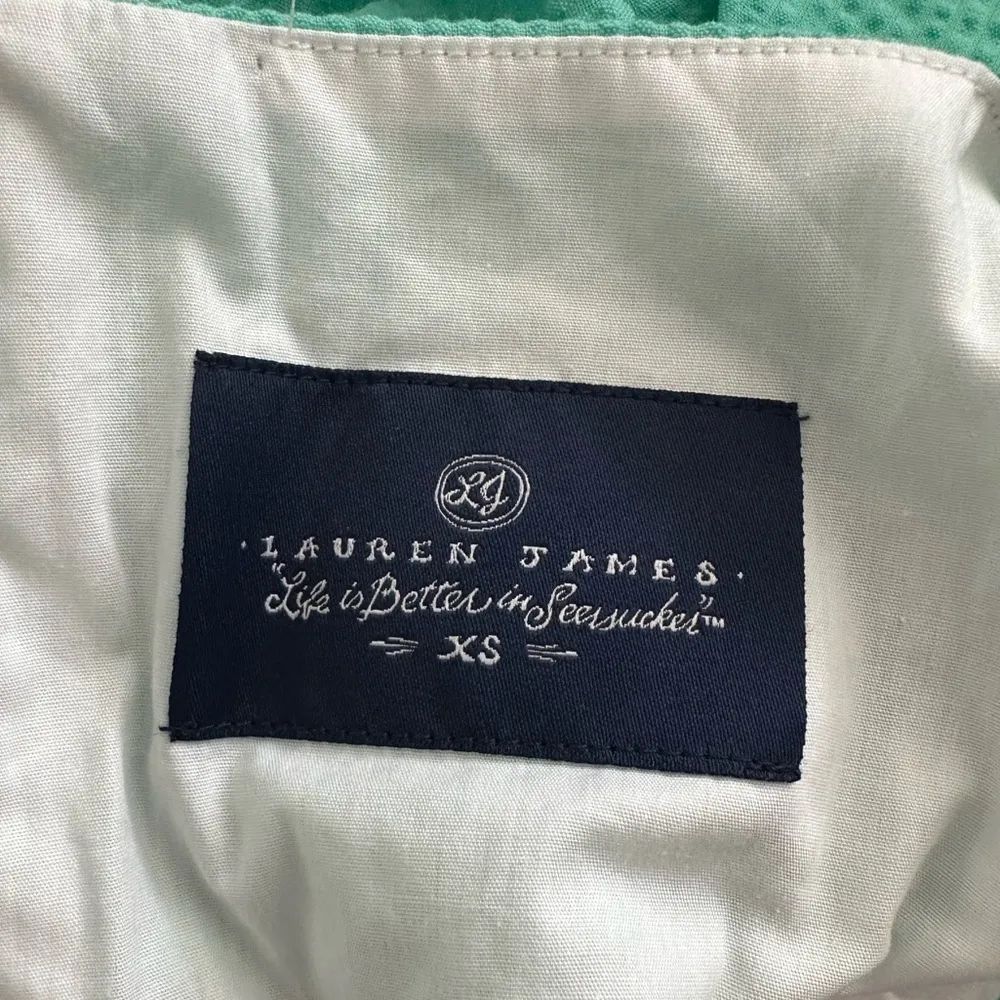 LJ
· LAUREN JAMES ·
"Life is Better in Seersucker"™
XS